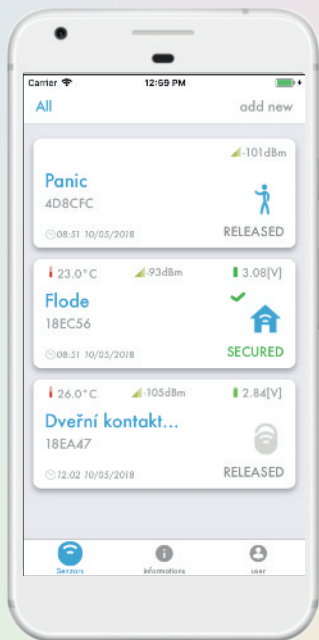 Carrier 12:59 PM
All add new
-101dBm
Panic
4D8CFC
08:51 10/05/2018 RELEASED
23.0°C -93dBm 3.08[V]
Flode
18EC56
08:51 10/05/2018 SECURED
26.0°C -105dBm 2.84[V]
Dveřní kontakt...
18EA47
12:02 10/05/2018 RELEASED
Senzors informations user